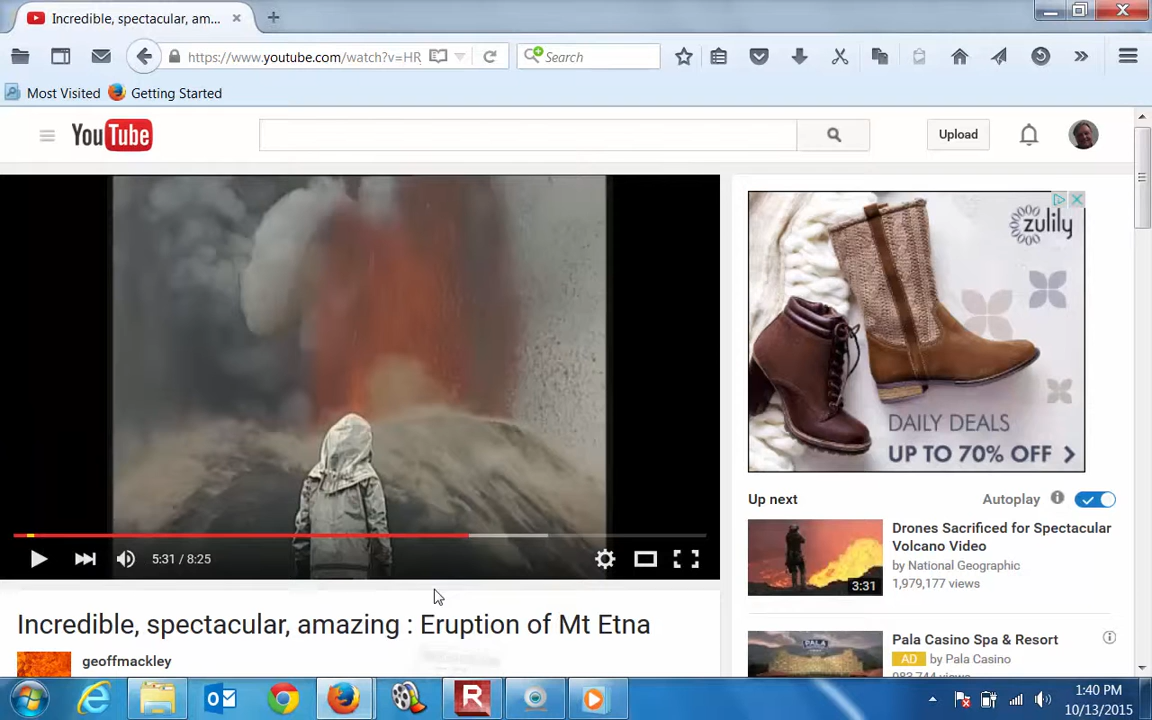 Incredible, spectacular, am...
https://www.youtube.com/watch?v=HR
Search
Most Visited
Getting Started
YouTube
Upload
zulily
DAILY DEALS
UP TO 70% OFF
5:31 / 8:25
Up next
Autoplay
Drones Sacrificed for Spectacular
Volcano Video
by National Geographic
1,979,177 views
3:31
Incredible, spectacular, amazing : Eruption of Mt Etna
geoffmackley
Pala Casino Spa & Resort
AD by Pala Casino
1:40 PM
10/13/2015